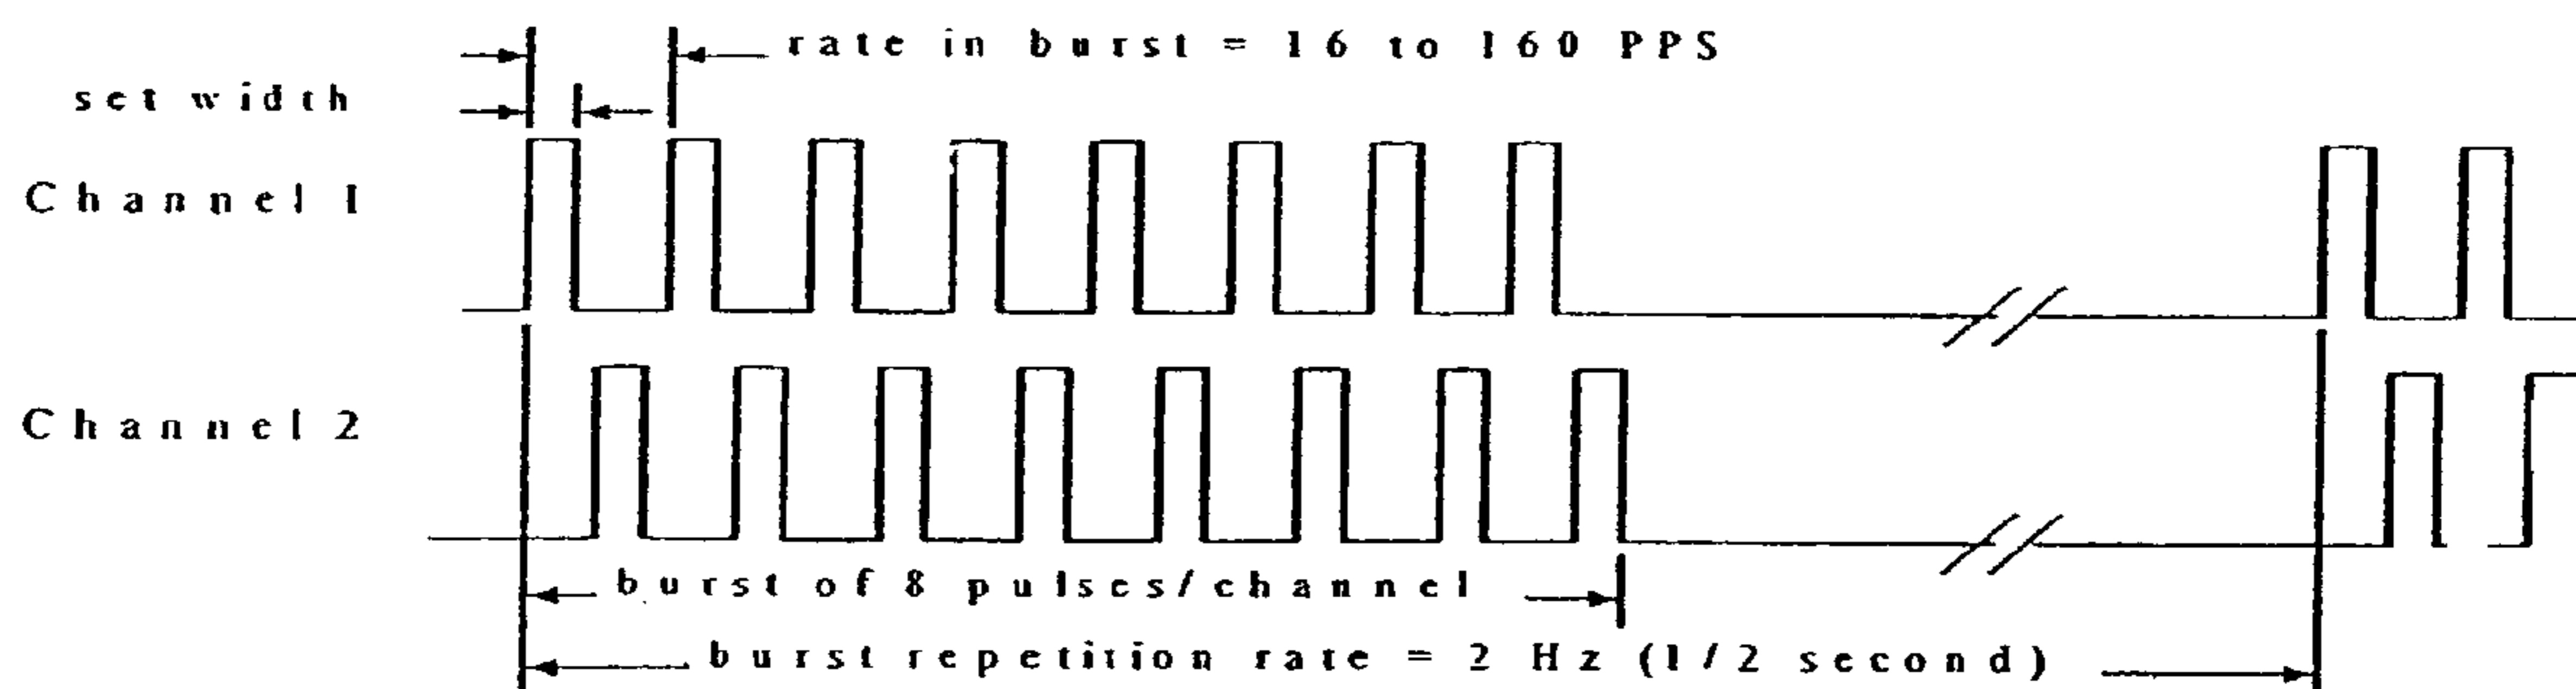 rate in burst = 16 to 160 PPS
set width
Channel 1
Channel 2
burst of 8 pulses/channel
burst repetition rate = 2 Hz (1/2 second)